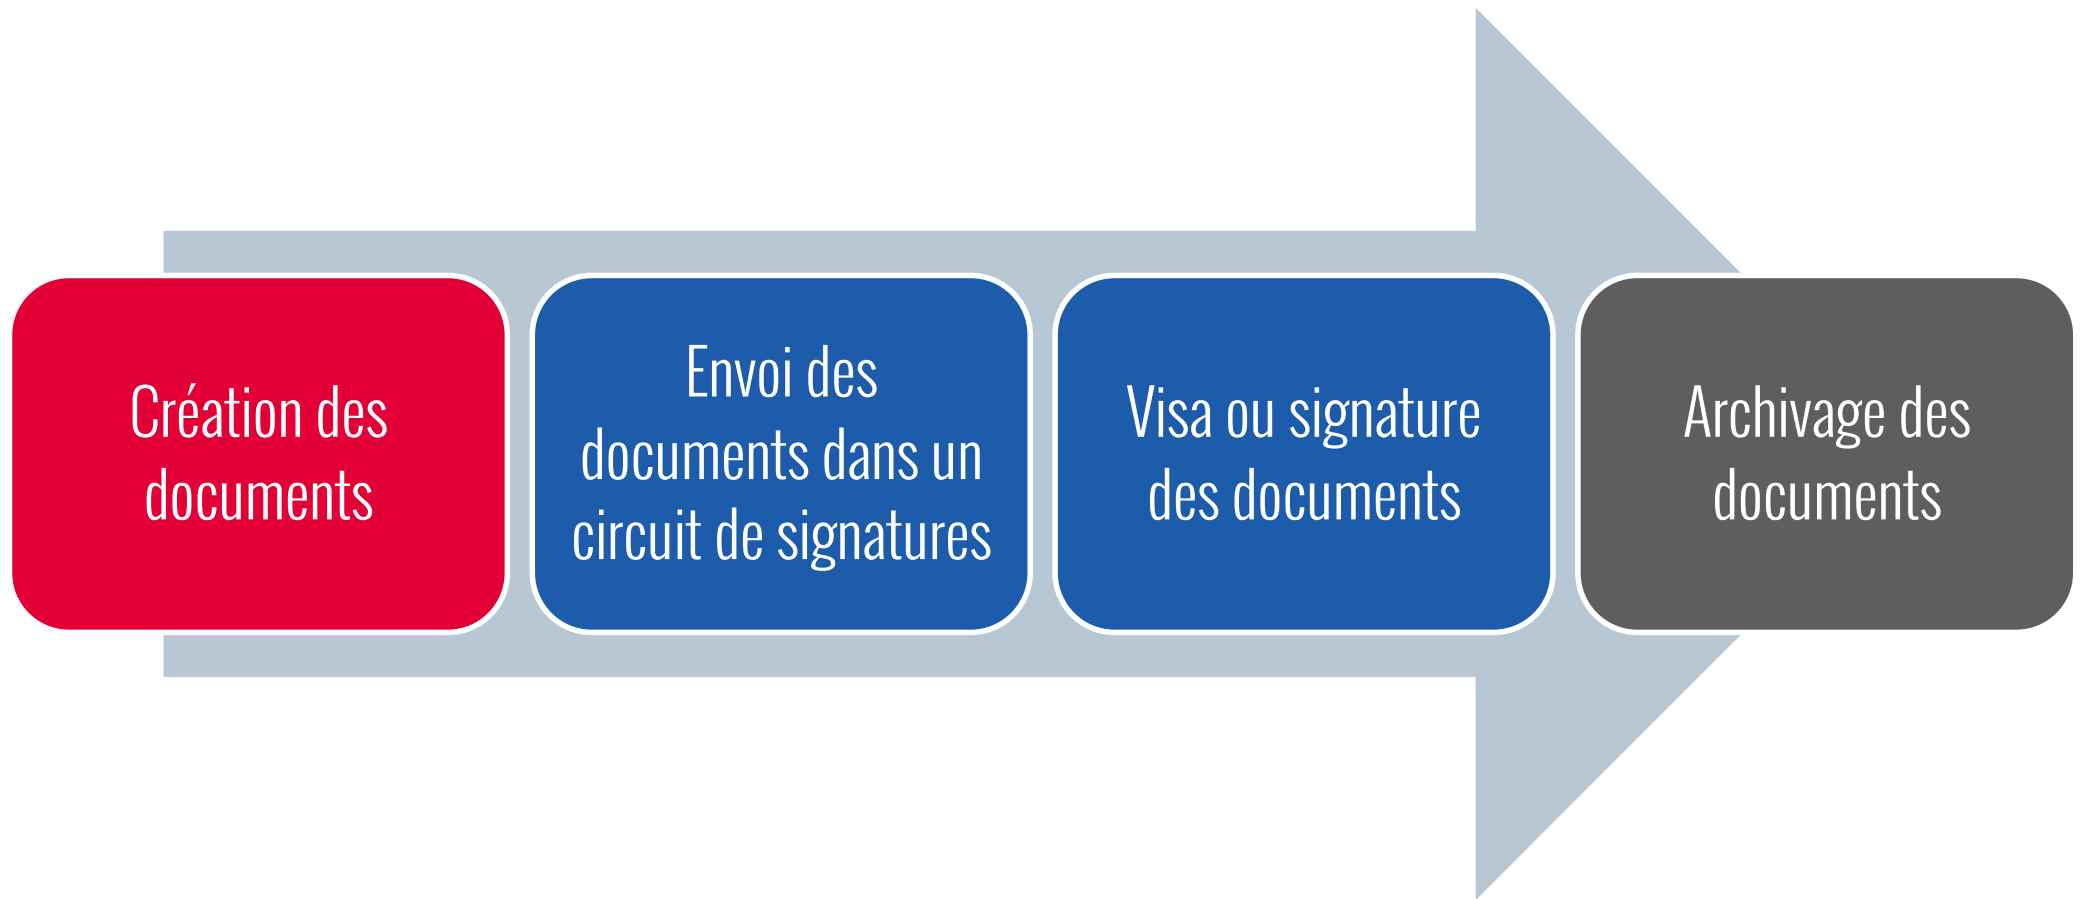 Création des
documents
Envoi des
documents dans un
circuit de signatures
Visa ou signature
des documents
Archivage des
documents